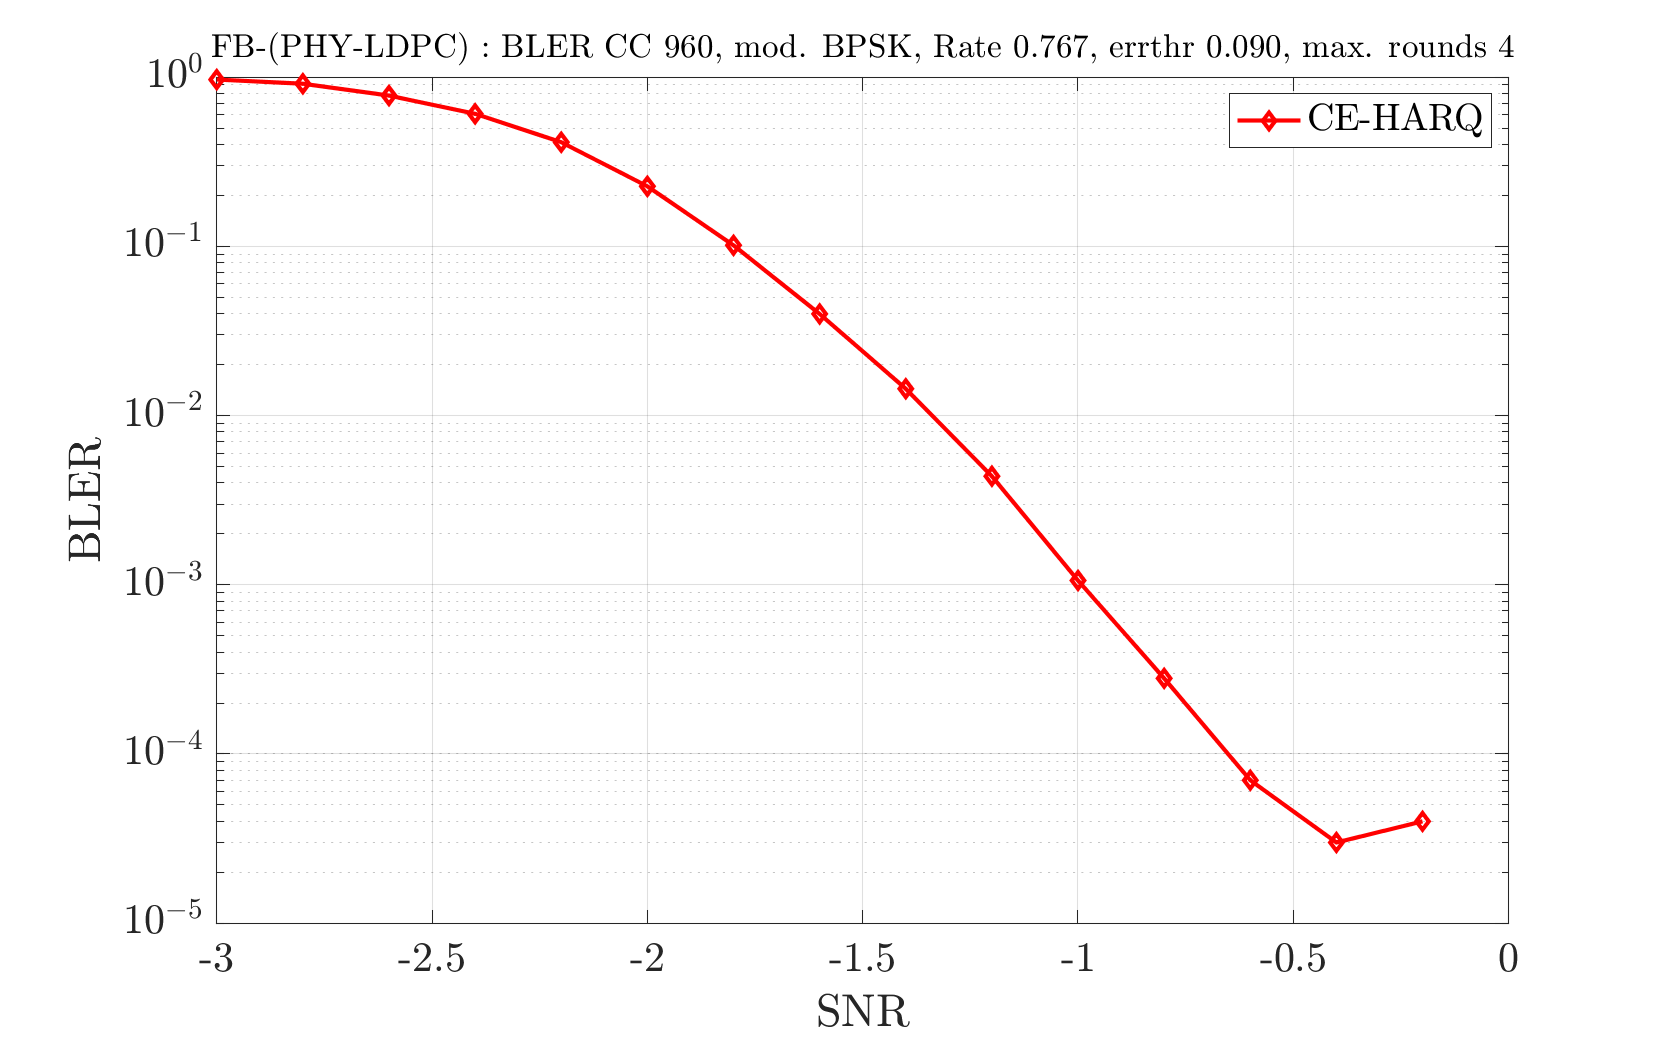 FB-(PHY-LDPC) : BLER CC 960, mod. BPSK, Rate 0.767, errthr 0.090, max. rounds 4
CE-HARQ
10^0
10^{-1}
10^{-2}
10^{-3}
10^{-4}
10^{-5}
BLER
-3 -2.5 -2 -1.5 -1 -0.5 0
SNR